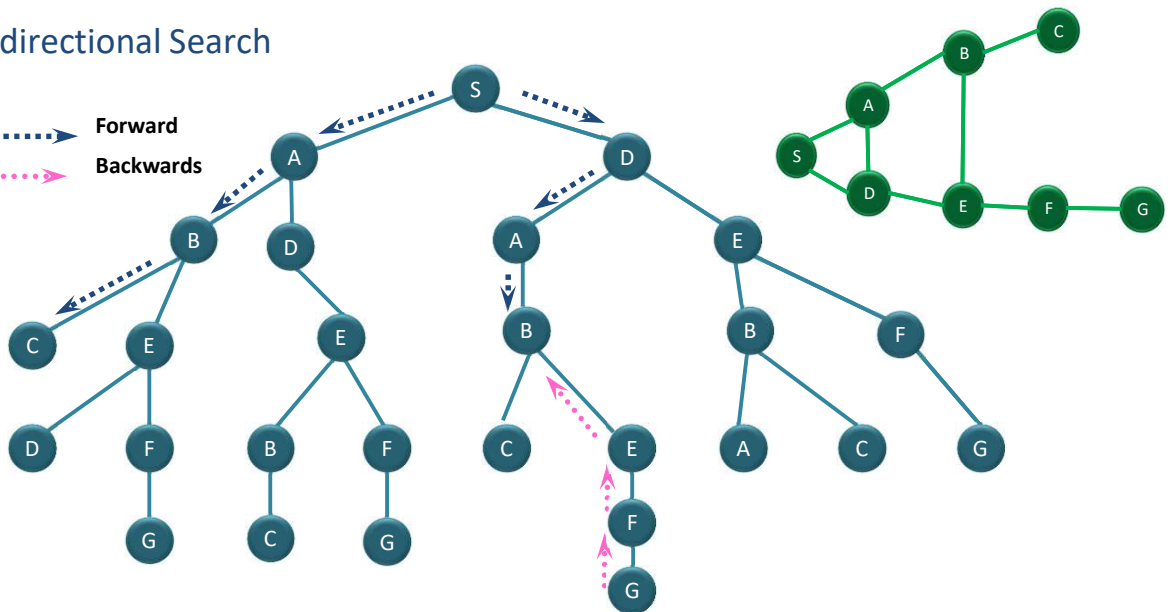 directional Search
Forward
Backwards
S
A D
B D A E
C E E B B F
D F B F C E A C G
G C G F
G
C
B
A
S
D E F G